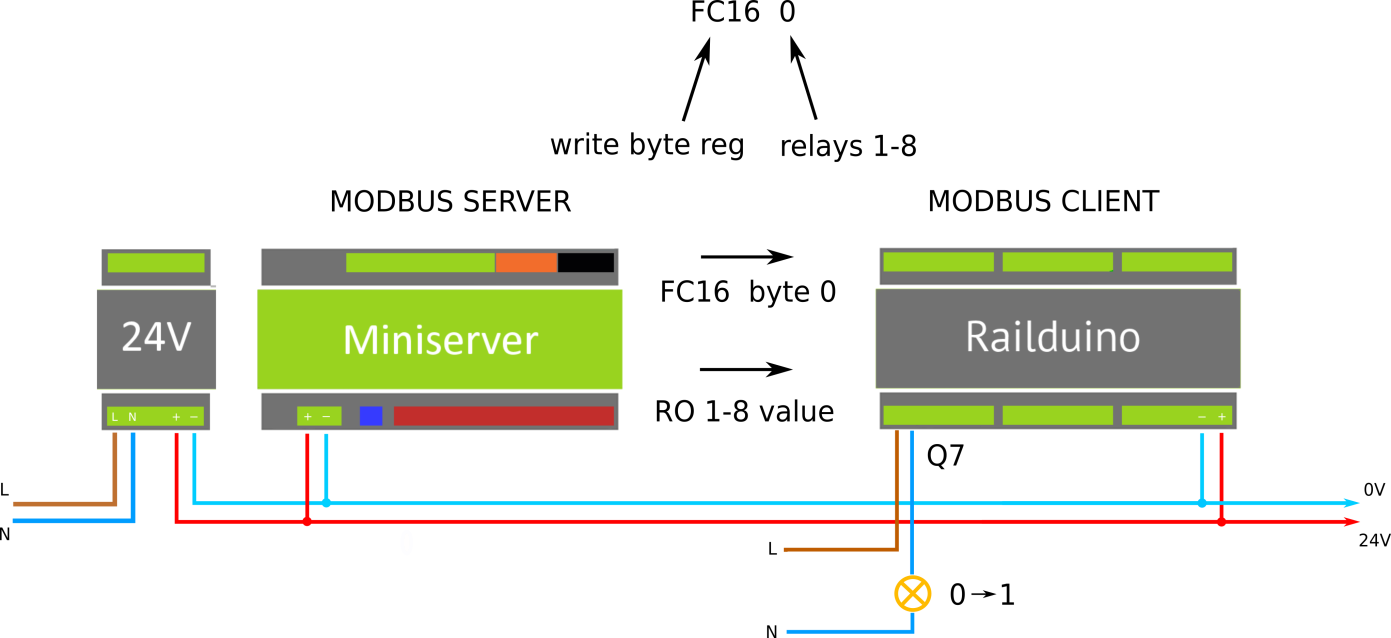 FC16 0
write byte reg relays 1-8
MODBUS SERVER MODBUS CLIENT
FC16 byte 0
24V Miniserver Railduino
RO 1-8 value
L N + − + − − +
Q7
L 0V
N 24V
L
0→1
N